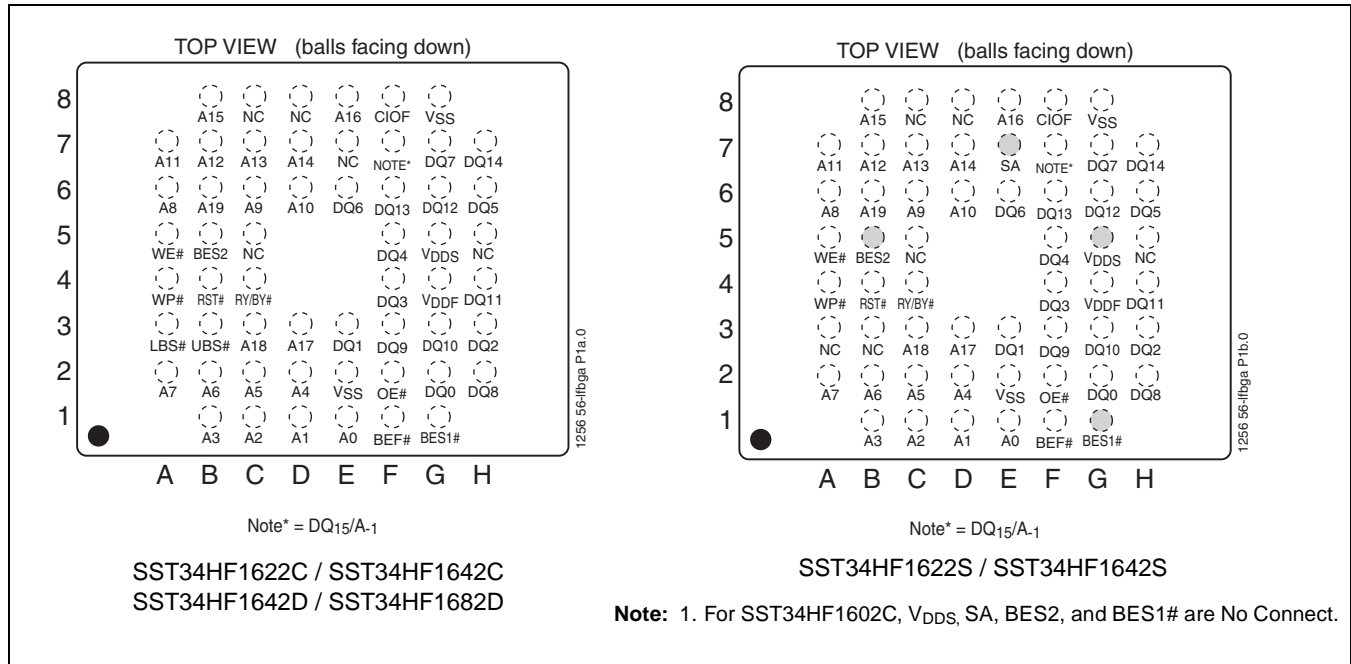 TOP VIEW (balls facing down)
8
A15 NC NC A16 CIOF VSS
7
A11 A12 A13 A14 NC NOTE* DQ7 DQ14
6
A8 A19 A9 A10 DQ6 DQ13 DQ12 DQ5
5
WE# BES2 NC DQ4 VDDS NC
4
WP# RST# RY/BY# DQ3 VDDF DQ11
3
LBS# UBS# A18 A17 DQ1 DQ9 DQ10 DQ2
2
A7 A6 A5 A4 VSS OE# DQ0 DQ8
1
A3 A2 A1 A0 BEF# BES1#
A B C D E F G H
1256 56-lfbga P1a.0
Note* = DQ15/A-1
SST34HF1622C / SST34HF1642C
SST34HF1642D / SST34HF1682D
TOP VIEW (balls facing down)
8
A15 NC NC A16 CIOF VSS
7
A11 A12 A13 A14 SA NOTE* DQ7 DQ14
6
A8 A19 A9 A10 DQ6 DQ13 DQ12 DQ5
5
WE# BES2 NC DQ4 VDDS NC
4
WP# RST# RY/BY# DQ3 VDDF DQ11
3
NC NC A18 A17 DQ1 DQ9 DQ10 DQ2
2
A7 A6 A5 A4 VSS OE# DQ0 DQ8
1
A3 A2 A1 A0 BEF# BES1#
A B C D E F G H
1256 56-lfbga P1b.0
Note* = DQ15/A-1
SST34HF1622S / SST34HF1642S
Note: 1. For SST34HF1602C, VDDS, SA, BES2, and BES1# are No Connect.